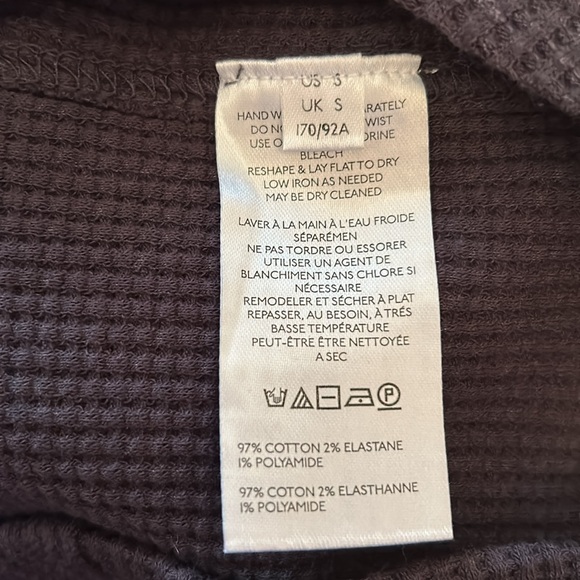 US S
UK S
170/92A
HAND W ARATELY
DO NO WIST
USE O ORINE
BLEACH
RESHAPE & LAY FLAT TO DRY
LOW IRON AS NEEDED
MAY BE DRY CLEANED
LAVER À LA MAIN À L'EAU FROIDE
SÉPARÉMEN
NE PAS TORDRE OU ESSORER
UTILISER UN AGENT DE
BLANCHIMENT SANS CHLORE SI
NÉCESSAIRE
REMODELER ET SÉCHER À PLAT
REPASSER, AU BESOIN, À TRÉS
BASSE TEMPÉRATURE
PEUT-ÊTRE ÊTRE NETTOYÉE
A SEC
P
97% COTTON 2% ELASTANE
1% POLYAMIDE
97% COTON 2% ELASTHANNE
1% POLYAMIDE